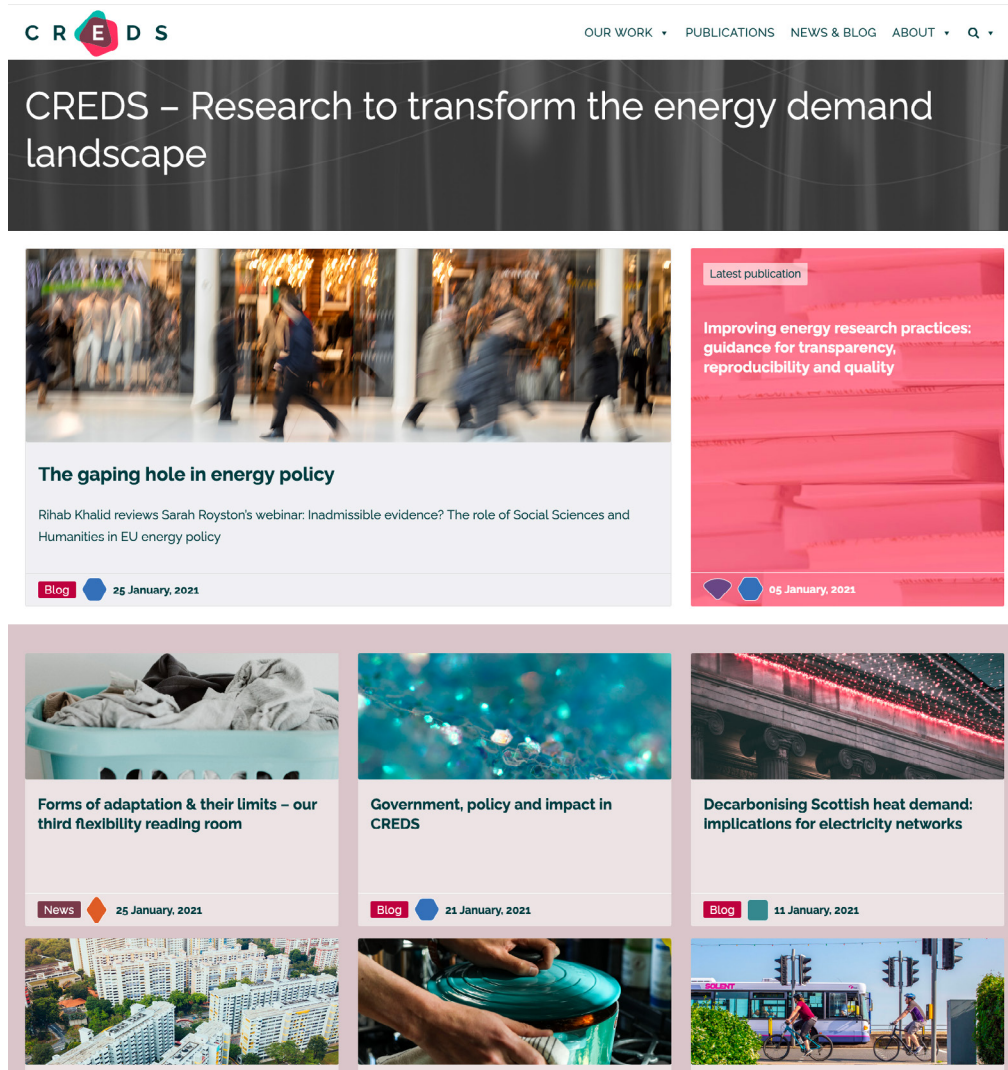 CREDS
OUR WORK
PUBLICATIONS
NEWS & BLOG
ABOUT
CREDS – Research to transform the energy demand
landscape
The gaping hole in energy policy
Rihab Khalid reviews Sarah Royston's webinar: Inadmissible evidence? The role of Social Sciences and
Humanities in EU energy policy
Blog
25 January, 2021
Latest publication
Improving energy research practices:
guidance for transparency,
reproducibility and quality
05 January, 2021
Forms of adaptation & their limits – our
third flexibility reading room
News
25 January, 2021
Government, policy and impact in
CREDS
Blog
21 January, 2021
Decarbonising Scottish heat demand:
implications for electricity networks
Blog
11 January, 2021
SOLENT